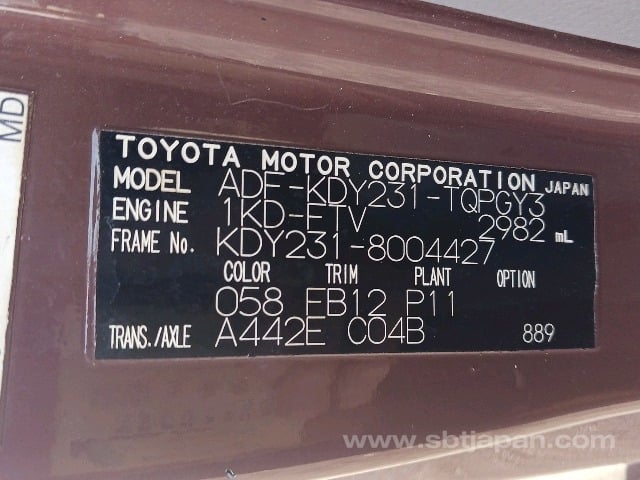 MD
TOYOTA MOTOR CORPORATION JAPAN
MODEL ADF-KDY231-TQPGY3
ENGINE 1KD-FTV 2982 mL
FRAME No. KDY231-8004427
COLOR TRIM PLANT OPTION
058 FB12 P11
TRANS./AXLE A442E C04B 889
www.sbtjapan.com